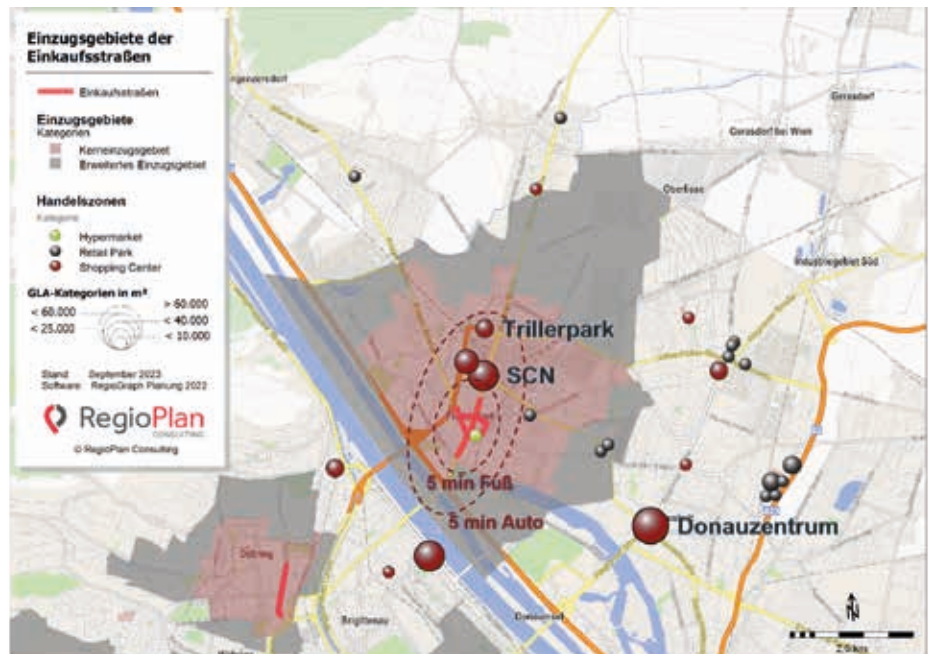 Einzugsgebiete der
Einkaufsstraßen
Einkaufsstraßen
Einzugsgebiete
Kategorien
Kerneinzugsgebiet
Erweitertes Einzugsgebiet
Handelszonen
Kategorie
Hypermarket
Retail Park
Shopping Center
GLA-Kategorien in m²
< 60.000
> 60.000
< 25.000
< 40.000
< 10.000
Stand September 2023
Software RegioGraph Planung 2022
RegioPlan
CONSULTING
© RegioPlan Consulting
Gerasdorf
Gerasdorf bei Wien
Industriegebiet Süd
Trillerpark
SCN
5 min Fuß
5 min Auto
Donauzentrum
Döbling
Brigittenau
Donauinsel
N